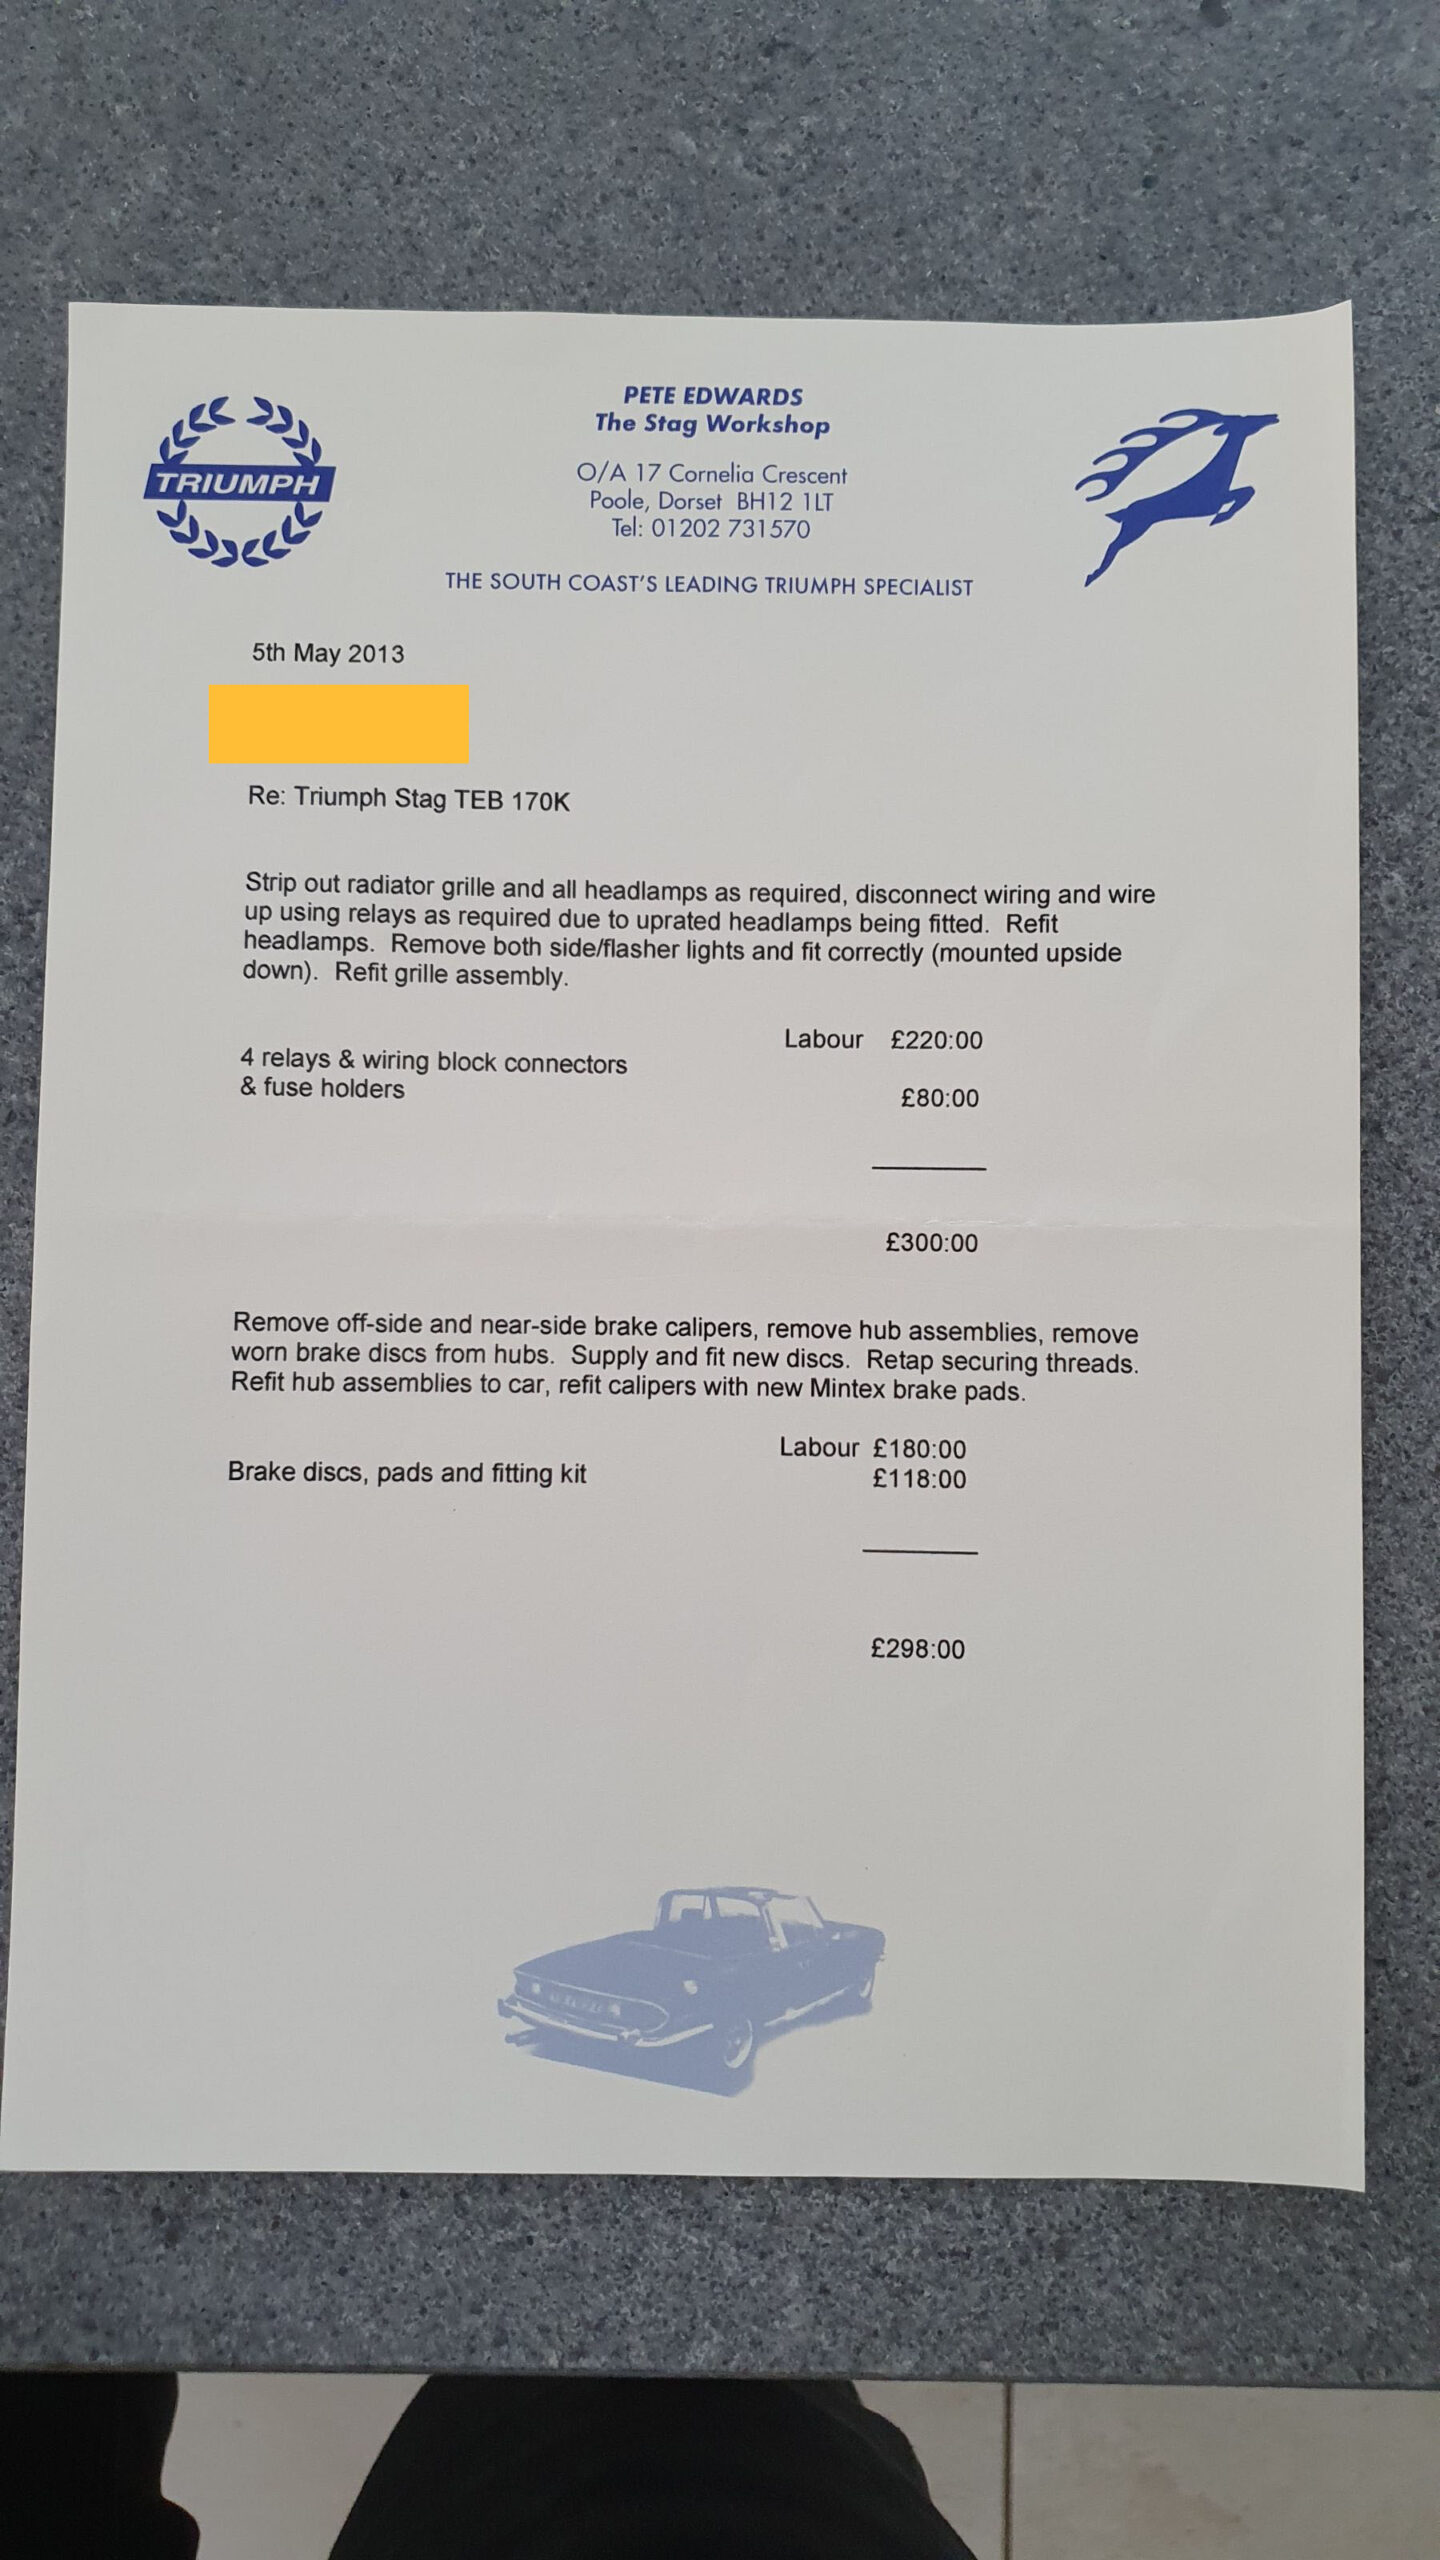 TRIUMPH
PETE EDWARDS
The Stag Workshop
O/A 17 Cornelia Crescent
Poole, Dorset BH12 1LT
Tel: 01202 731570
THE SOUTH COAST'S LEADING TRIUMPH SPECIALIST
5th May 2013
Re: Triumph Stag TEB 170K
Strip out radiator grille and all headlamps as required, disconnect wiring and wire
up using relays as required due to uprated headlamps being fitted. Refit
headlamps. Remove both side/flasher lights and fit correctly (mounted upside
down). Refit grille assembly.
Labour £220:00
4 relays & wiring block connectors
& fuse holders £80:00
£300:00
Remove off-side and near-side brake calipers, remove hub assemblies, remove
worn brake discs from hubs. Supply and fit new discs. Retap securing threads.
Refit hub assemblies to car, refit calipers with new Mintex brake pads.
Labour £180:00
Brake discs, pads and fitting kit £118:00
£298:00